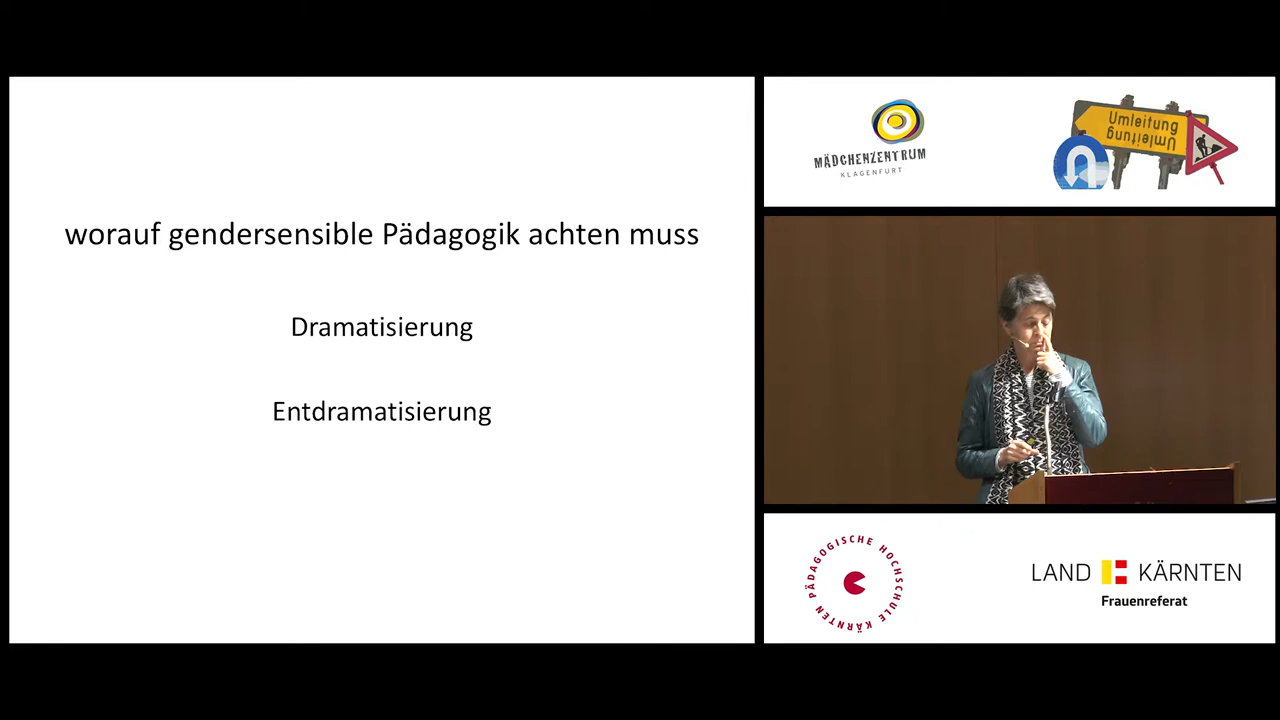 worauf gendersensible Pädagogik achten muss
Dramatisierung
Entdramatisierung
MÄDCHENZENTRUM
KLAGENFURT
Umleitung
Umleitung
PÄDAGOGISCHE HOCHSCHULE KÄRNTEN
LAND KÄRNTEN
Frauenreferat